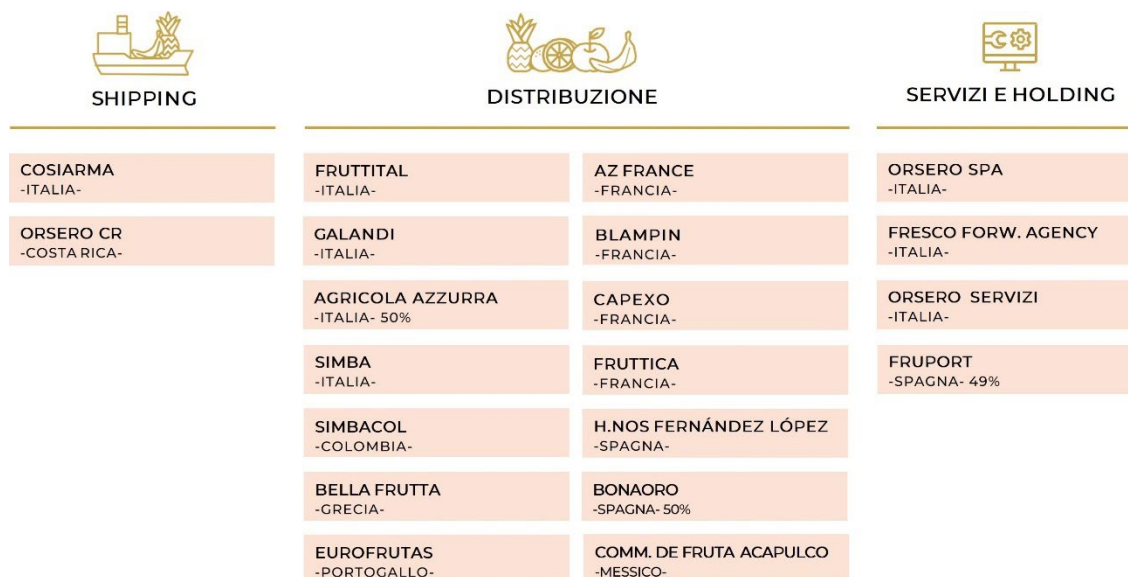 SHIPPING
COSIARMA
-ITALIA-
ORSERO CR
-COSTA RICA-
DISTRIBUZIONE
FRUTTITAL
-ITALIA-
GALANDI
-ITALIA-
AGRICOLA AZZURRA
-ITALIA- 50%
SIMBA
-ITALIA-
SIMBACOL
-COLOMBIA-
BELLA FRUTTA
-GRECIA-
EUROFRUTAS
-PORTOGALLO-
AZ FRANCE
-FRANCIA-
BLAMPIN
-FRANCIA-
CAPEXO
-FRANCIA-
FRUTTICA
-FRANCIA-
H.NOS FERNÁNDEZ LÓPEZ
-SPAGNA-
BONAORO
-SPAGNA- 50%
COMM. DE FRUTA ACAPULCO
-MESSICO-
SERVIZI E HOLDING
ORSERO SPA
-ITALIA-
FRESCO FORW. AGENCY
-ITALIA-
ORSERO SERVIZI
-ITALIA-
FRUPORT
-SPAGNA- 49%